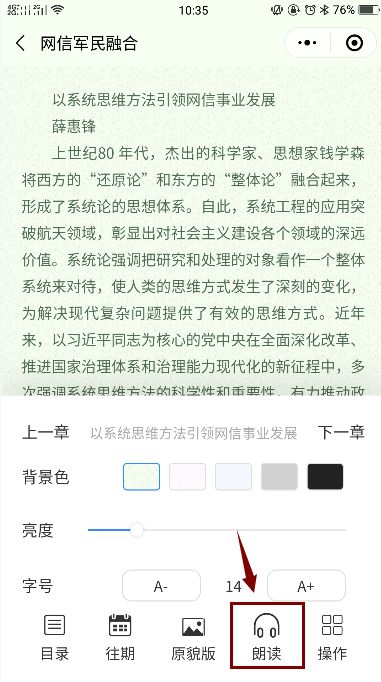 10:35
76%
网信军民融合
以系统思维方法引领网信事业发展
薛惠锋
上世纪80 年代，杰出的科学家、思想家钱学森
将西方的“还原论”和东方的“整体论”融合起来，
形成了系统论的思想体系。自此，系统工程的应用突
破航天领域，彰显出对社会主义建设各个领域的深远
价值。系统论强调把研究和处理的对象看作一个整体
系统来对待，使人类的思维方式发生了深刻的变化，
为解决现代复杂问题提供了有效的思维方式。近年
来，以习近平同志为核心的党中央在全面深化改革、
推进国家治理体系和治理能力现代化的新征程中，多
次强调系统思维方法的科学性和重要性，有力推动政
上一章 以系统思维方法引领网信事业发展 下一章
背景色
亮度
字号 A- 14 A+
目录 往期 原貌版 朗读 操作